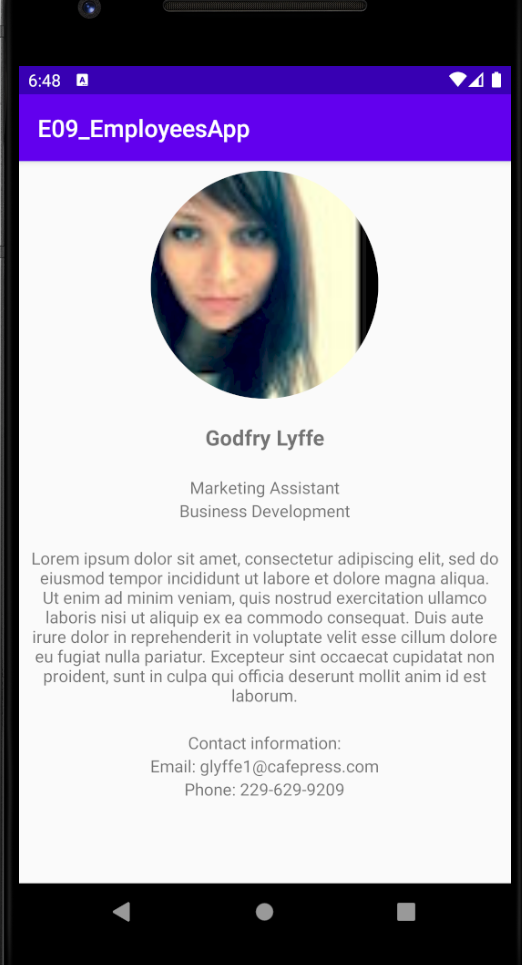 6:48
E09_EmployeesApp
Godfry Lyffe
Marketing Assistant
Business Development
Lorem ipsum dolor sit amet, consectetur adipiscing elit, sed do
eiusmod tempor incididunt ut labore et dolore magna aliqua.
Ut enim ad minim veniam, quis nostrud exercitation ullamco
laboris nisi ut aliquip ex ea commodo consequat. Duis aute
irure dolor in reprehenderit in voluptate velit esse cillum dolore
eu fugiat nulla pariatur. Excepteur sint occaecat cupidatat non
proident, sunt in culpa qui officia deserunt mollit anim id est
laborum.
Contact information:
Email: glyffe1@cafepress.com
Phone: 229-629-9209